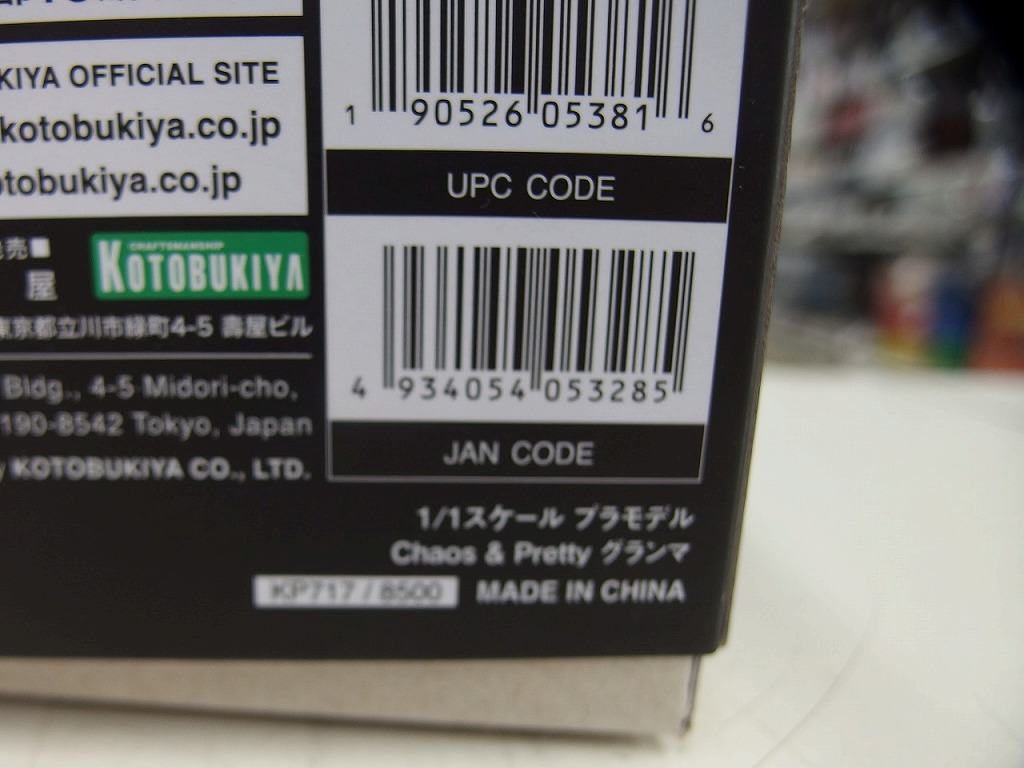 KIYA OFFICIAL SITE
kotobukiya.co.jp
otobukiya.co.jp
売■
屋
CRAFTSMANSHIP
KOTOBUKIYA
東京都立川市緑町4-5 壽屋ビル
Bldg., 4-5 Midori-cho,
190-8542 Tokyo, Japan
KOTOBUKIYA CO., LTD.
1 90526 05381 6
UPC CODE
4 934054 053285
JAN CODE
1/1スケール プラモデル
Chaos & Pretty グランマ
KP717 / 8500 MADE IN CHINA